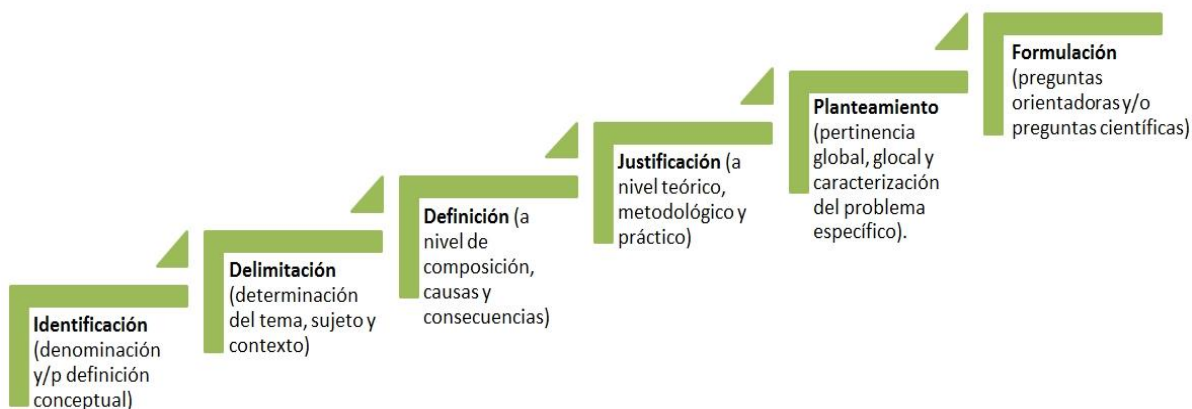 Identificación
(denominación
y/p definición
conceptual)
Delimitación
(determinación
del tema, sujeto y
contexto)
Definición (a
nivel de
composición,
causas y
consecuencias)
Justificación (a
nivel teórico,
metodológico y
práctico)
Planteamiento
(pertinencia
global, glocal y
caracterización
del problema
específico).
Formulación
(preguntas
orientadoras y/o
preguntas científicas)